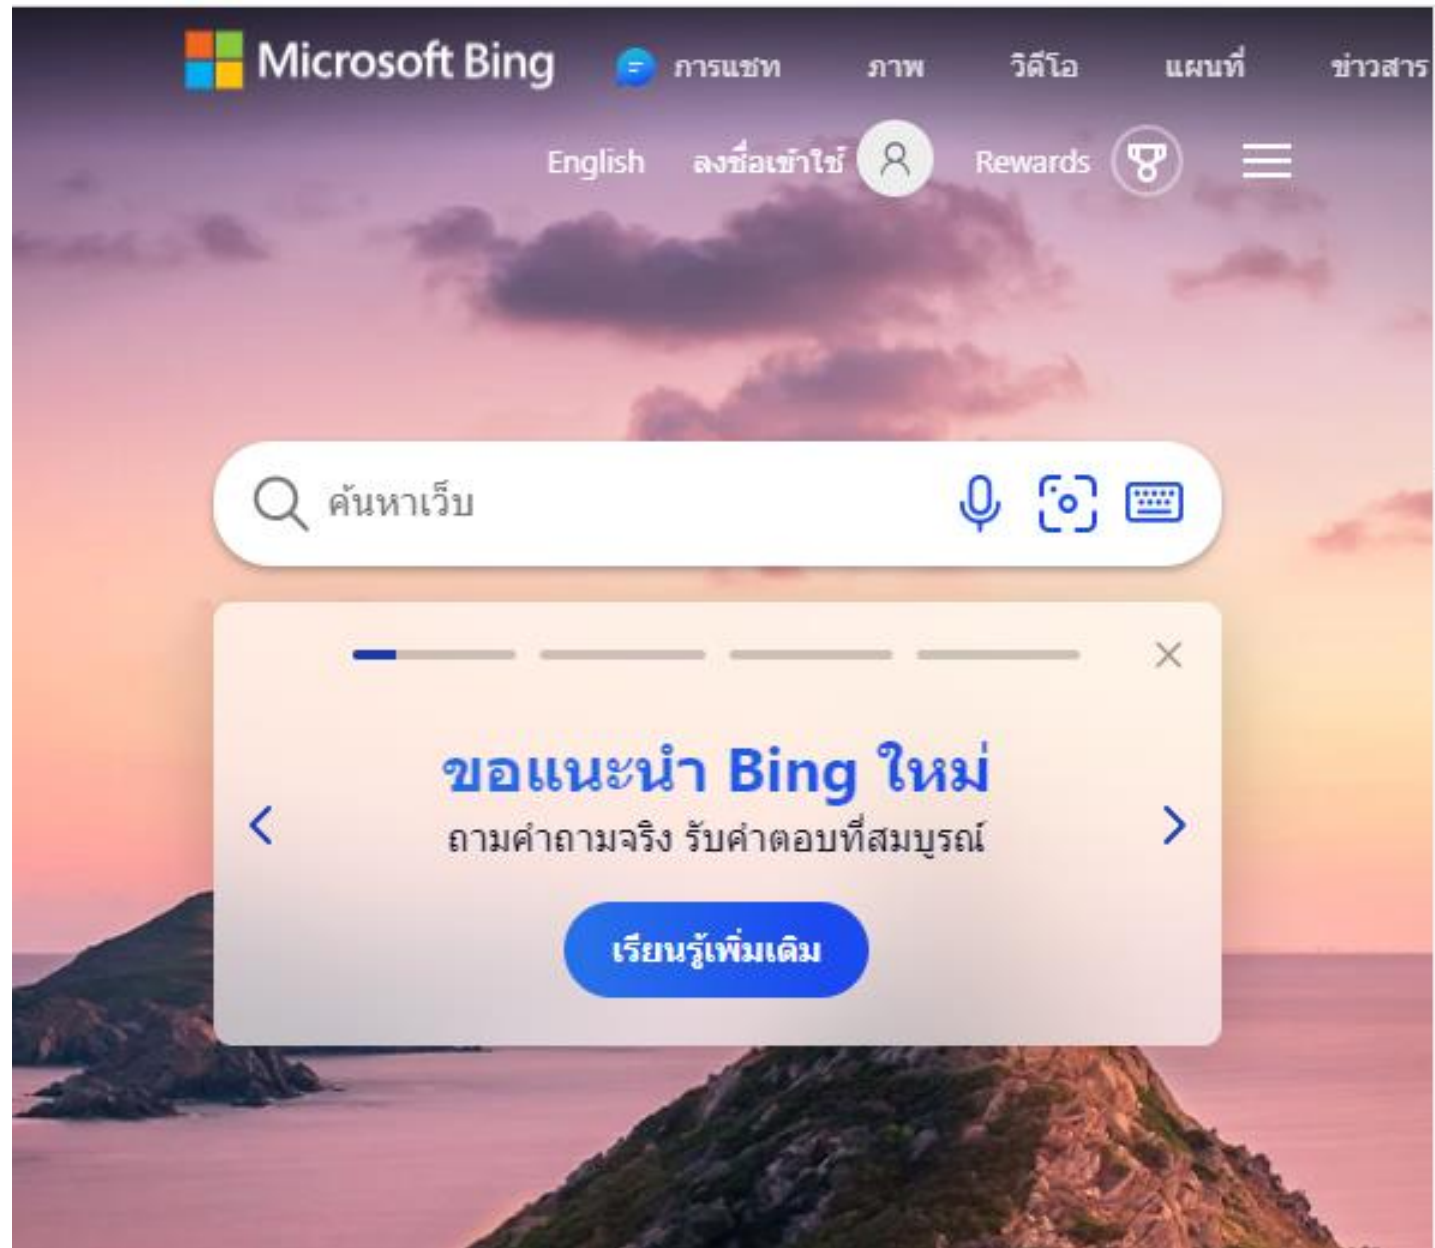 Microsoft Bing การแชท ภาพ วิดีโอ แผนที่ ข่าวสาร
English ลงชื่อเข้าใช้ Rewards
ค้นหาเว็บ
ขอแนะนำ Bing ใหม่
ถามคำถามจริง รับคำตอบที่สมบูรณ์
เรียนรู้เพิ่มเติม